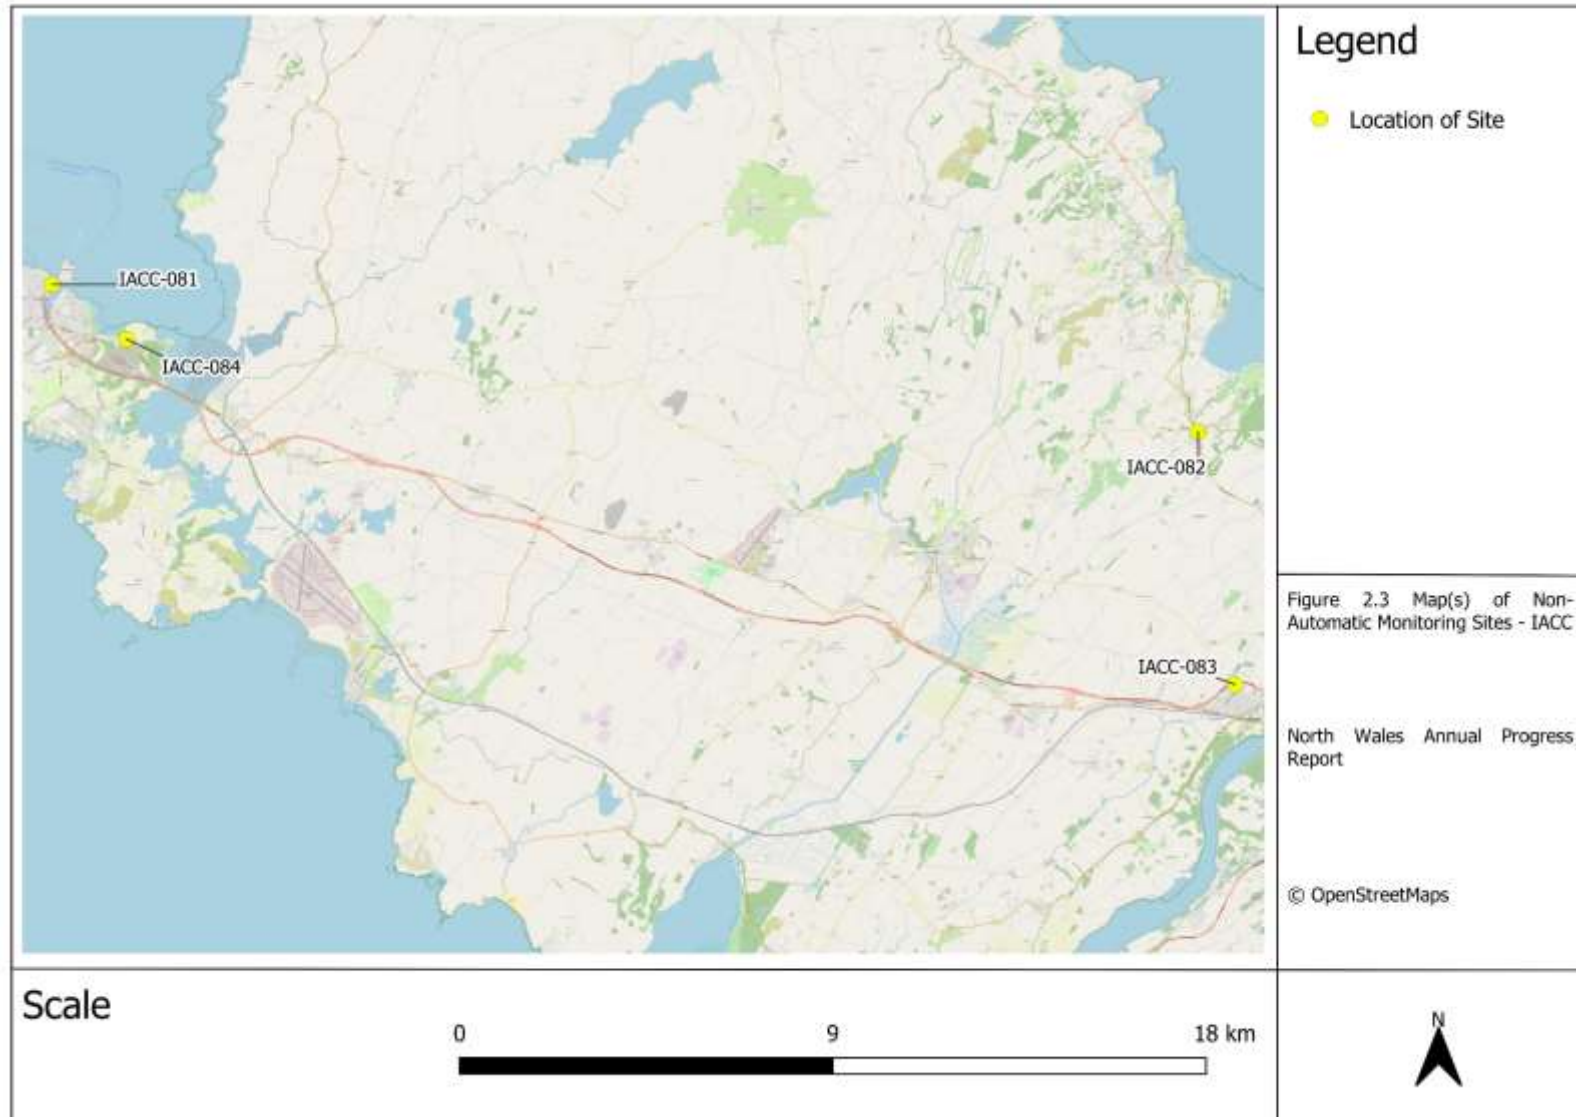 Legend
Location of Site
IACC-081
IACC-084
IACC-082
IACC-083
Figure 2.3 Map(s) of Non-
Automatic Monitoring Sites - IACC
North Wales Annual Progress
Report
© OpenStreetMaps
Scale
0 9 18 km
N